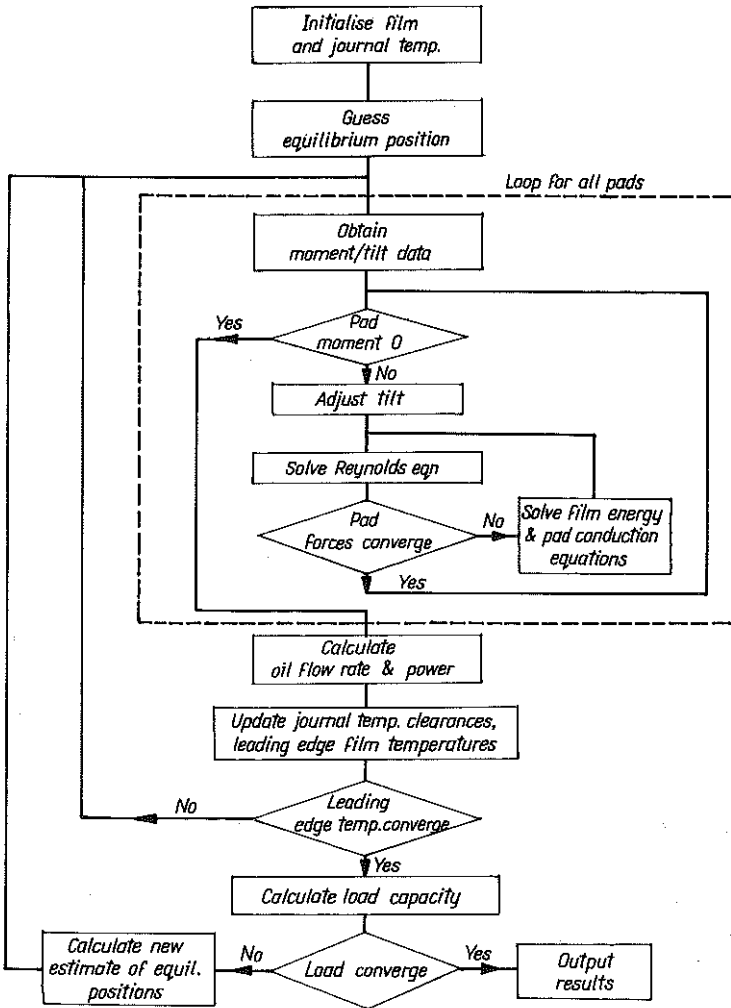 Initialise film
and journal temp.
Guess
equilibrium position
Loop for all pads
Obtain
moment/tilt data
Yes
Pad
moment 0
No
Adjust tilt
Solve Reynolds eqn
Pad
forces converge
No
Solve film energy
& pad conduction
equations
Yes
Calculate
oil flow rate & power
Update journal temp. clearances,
leading edge film temperatures
No
Leading
edge temp.converge
Yes
Calculate load capacity
Calculate new
estimate of equil.
positions
No
Load converge
Yes
Output
results